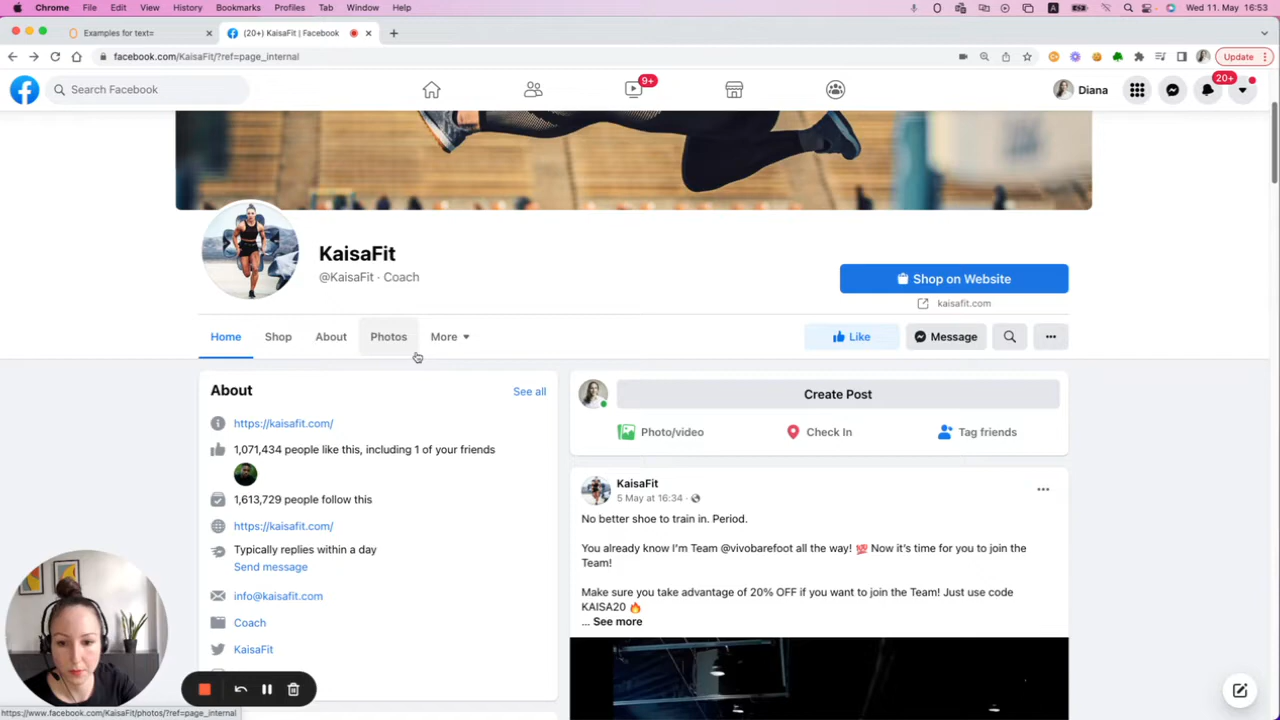 Chrome File Edit View History Bookmarks Profiles Tab Window Help Wed 11. May 16:53
Examples for text= (20+) KaisaFit | Facebook
facebook.com/KaisaFit/?ref=page_internal Update
Search Facebook 9+ Diana 20+
KaisaFit
@KaisaFit · Coach
Shop on Website
kaisafit.com
Home Shop About Photos More Like Message
About See all
https://kaisafit.com/
1,071,434 people like this, including 1 of your friends
1,613,729 people follow this
https://kaisafit.com/
Typically replies within a day
Send message
info@kaisafit.com
Coach
KaisaFit
Create Post
Photo/video Check In Tag friends
KaisaFit
5 May at 16:34 ·
No better shoe to train in. Period.
You already know I'm Team @vivobarefoot all the way! 💯 Now it's time for you to join the
Team!
Make sure you take advantage of 20% OFF if you want to join the Team! Just use code
KAISA20 🔥
... See more
https://www.facebook.com/KaisaFit/photos/?ref=page_internal